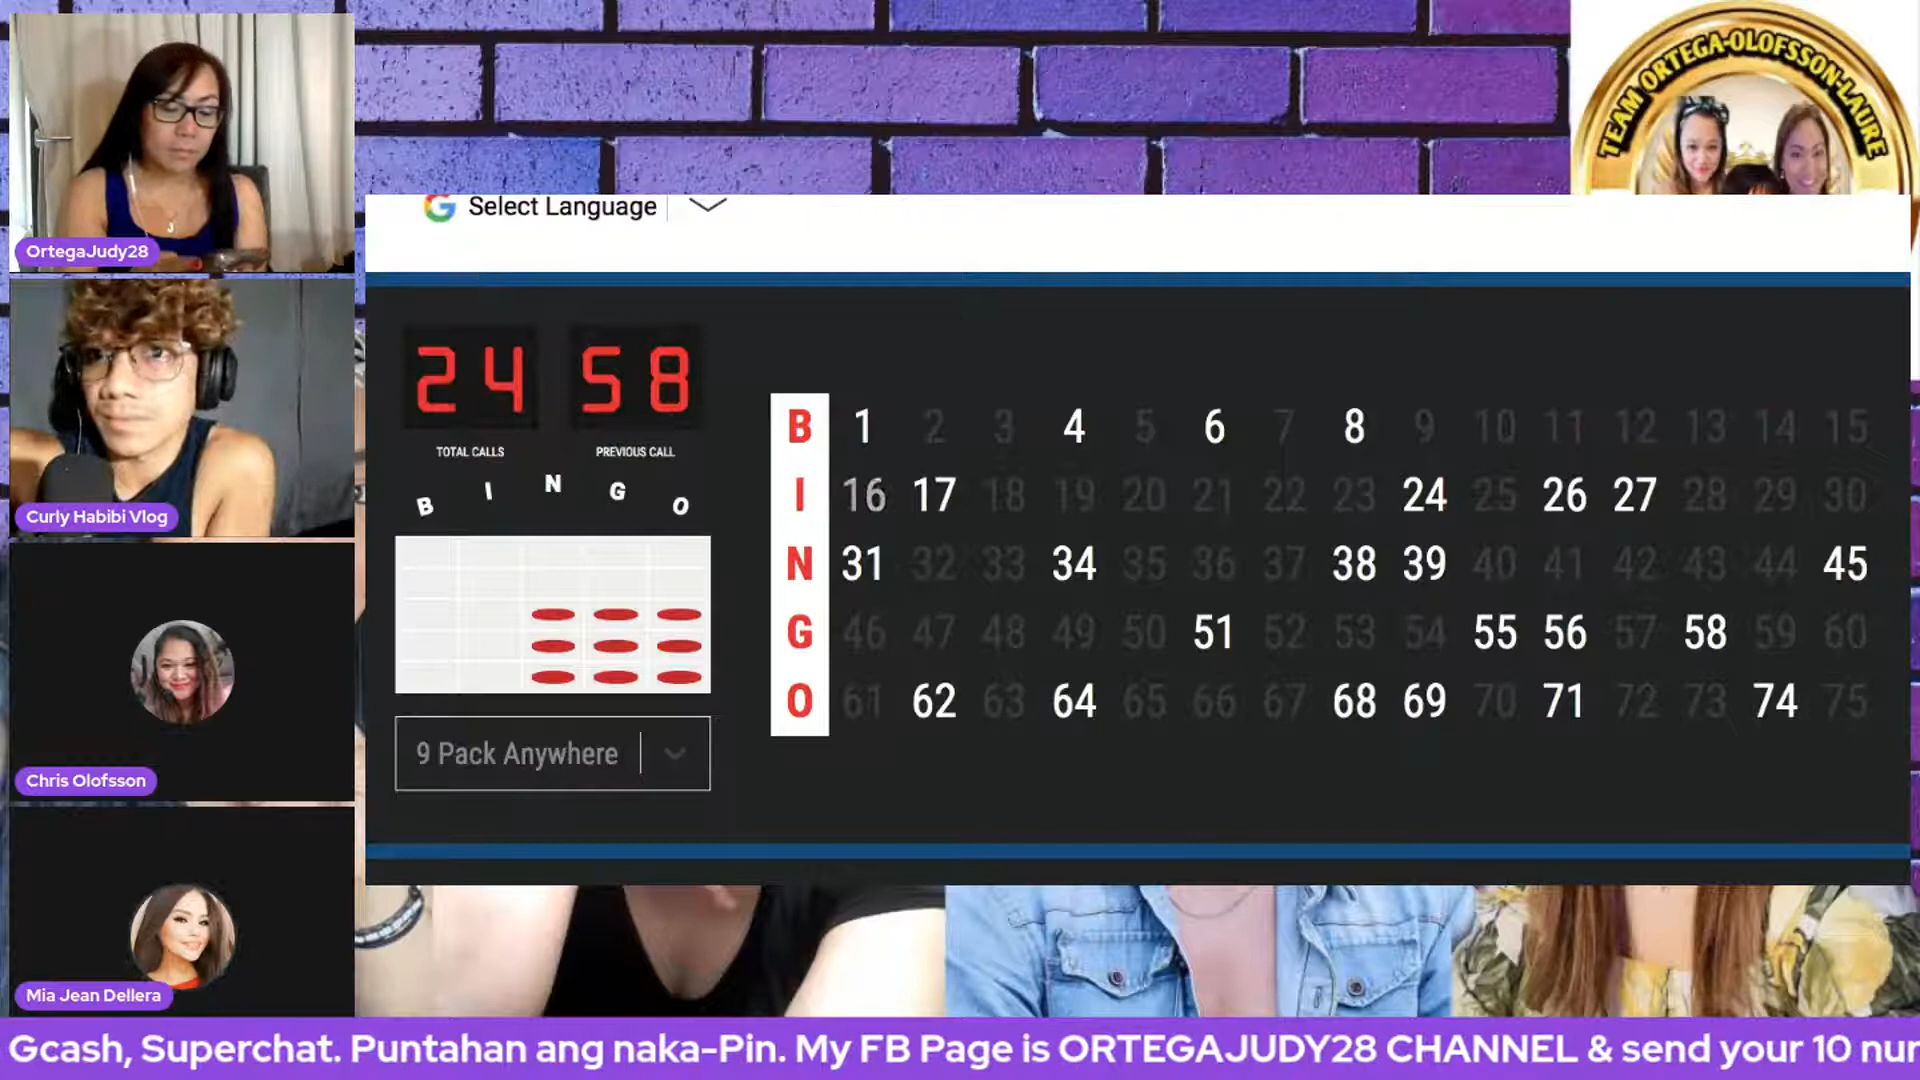 TEAM ORTEGA-OLOFSSON-LAURE
Select Language
OrtegaJudy28
24 58
TOTAL CALLS PREVIOUS CALL
B I N G O
B 1 2 3 4 5 6 7 8 9 10 11 12 13 14 15
I 16 17 18 19 20 21 22 23 24 25 26 27 28 29 30
N 31 32 33 34 35 36 37 38 39 40 41 42 43 44 45
G 46 47 48 49 50 51 52 53 54 55 56 57 58 59 60
O 61 62 63 64 65 66 67 68 69 70 71 72 73 74 75
9 Pack Anywhere
Curly Habibi Vlog
Chris Olofsson
Mia Jean Dellera
Gcash, Superchat. Puntahan ang naka-Pin. My FB Page is ORTEGAJUDY28 CHANNEL & send your 10